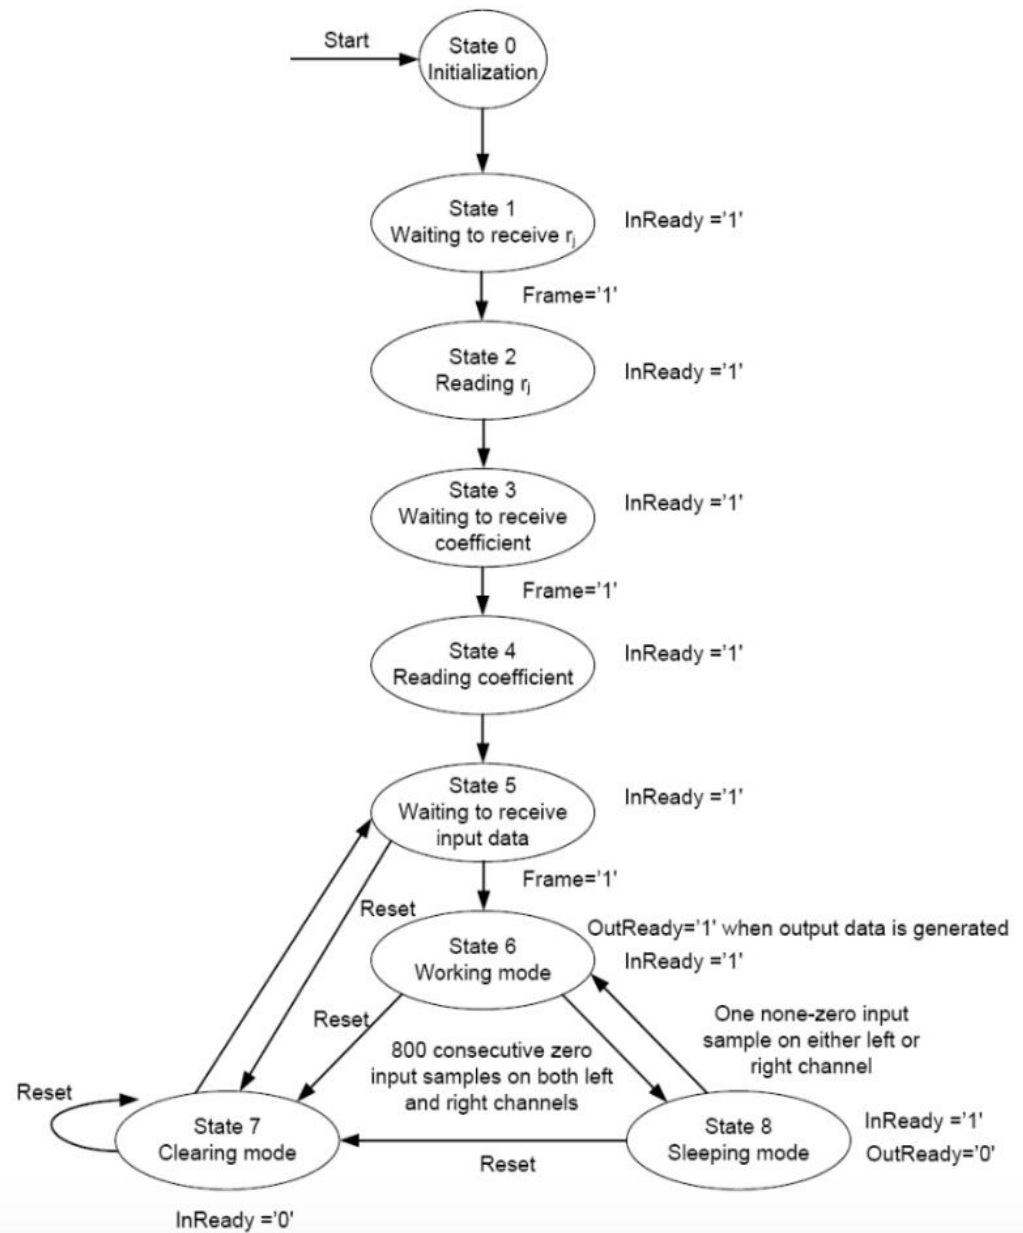 Start
State 0
Initialization
State 1
Waiting to receive rj
InReady ='1'
Frame='1'
State 2
Reading rj
InReady ='1'
State 3
Waiting to receive
coefficient
InReady ='1'
Frame='1'
State 4
Reading coefficient
InReady ='1'
State 5
Waiting to receive
input data
InReady ='1'
Frame='1'
Reset
State 6
Working mode
OutReady='1' when output data is generated
InReady ='1'
Reset
800 consecutive zero
input samples on both left
and right channels
One none-zero input
sample on either left or
right channel
Reset
State 7
Clearing mode
InReady ='0'
Reset
State 8
Sleeping mode
InReady ='1'
OutReady='0'